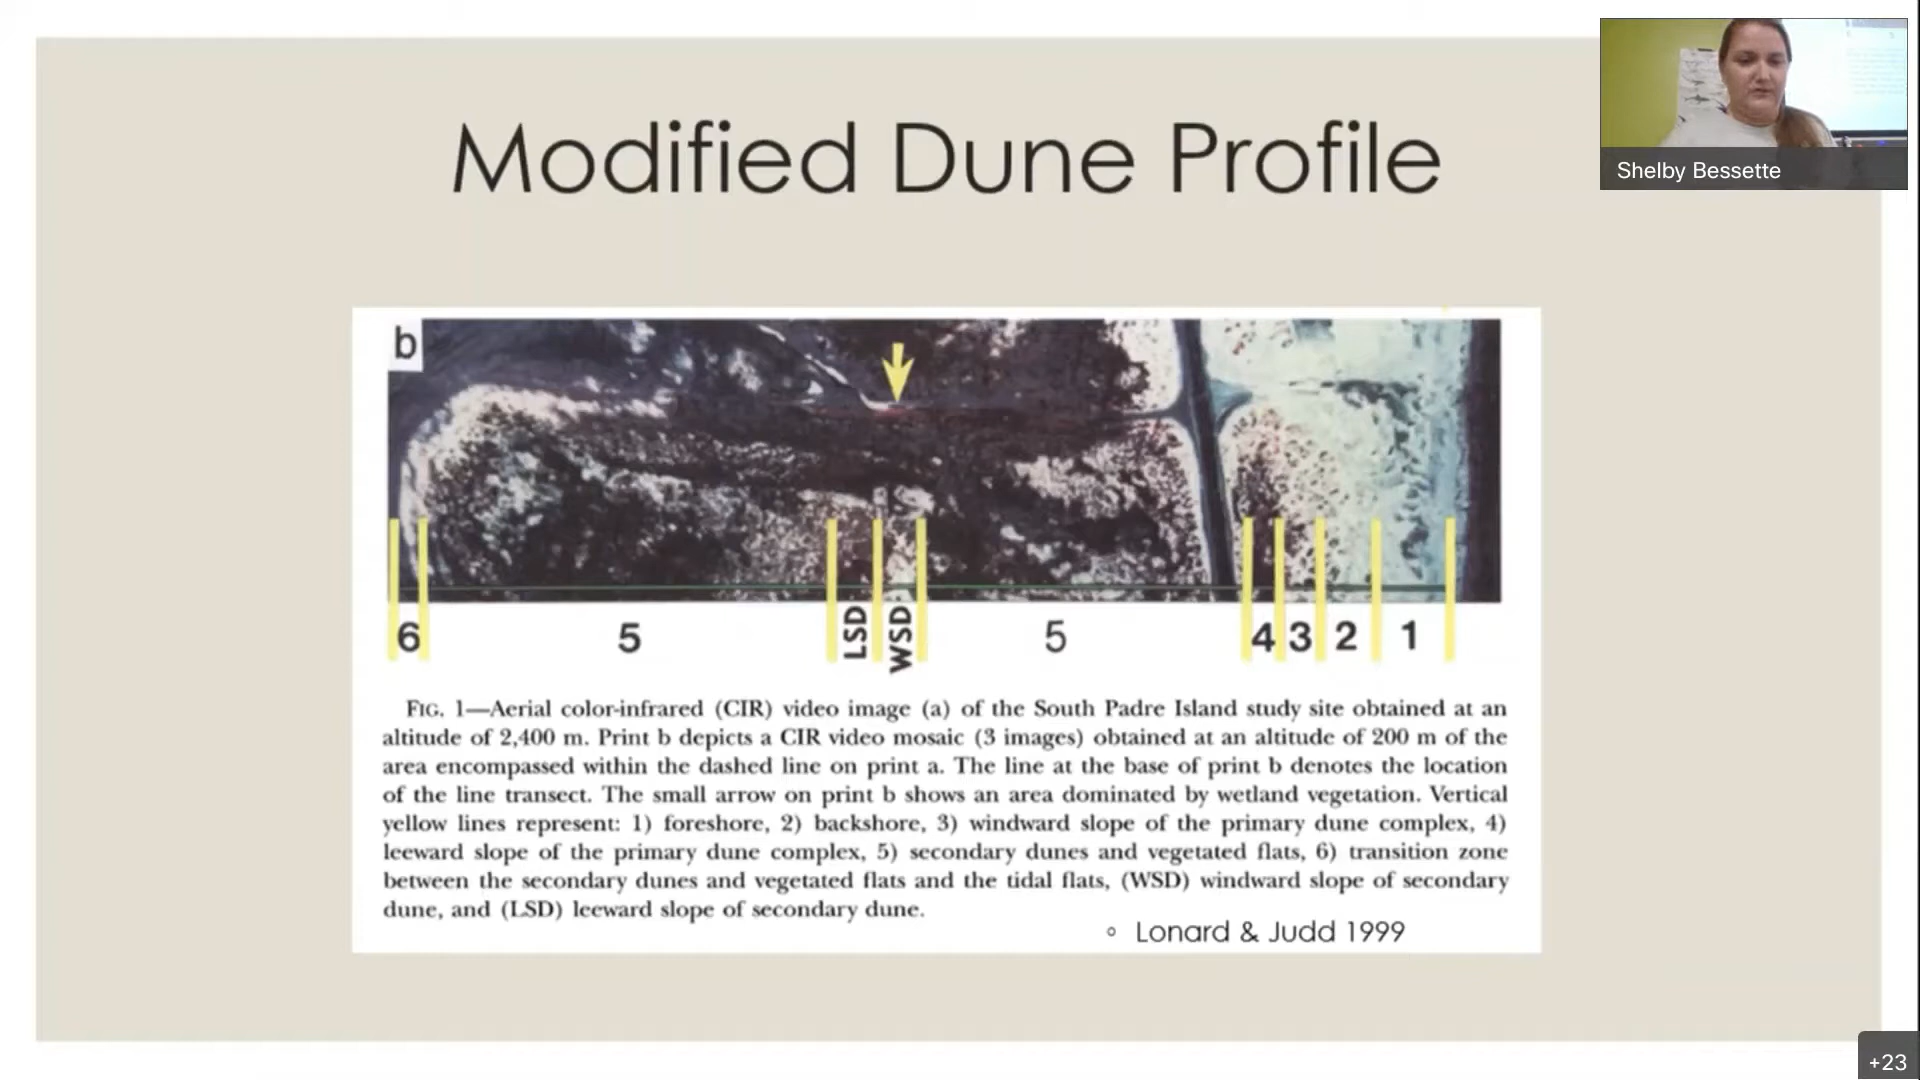 Modified Dune Profile
Shelby Bessette
b
6 5 LSD WSD 5 4 3 2 1
FIG. 1—Aerial color-infrared (CIR) video image (a) of the South Padre Island study site obtained at an
altitude of 2,400 m. Print b depicts a CIR video mosaic (3 images) obtained at an altitude of 200 m of the
area encompassed within the dashed line on print a. The line at the base of print b denotes the location
of the line transect. The small arrow on print b shows an area dominated by wetland vegetation. Vertical
yellow lines represent: 1) foreshore, 2) backshore, 3) windward slope of the primary dune complex, 4)
leeward slope of the primary dune complex, 5) secondary dunes and vegetated flats, 6) transition zone
between the secondary dunes and vegetated flats and the tidal flats, (WSD) windward slope of secondary
dune, and (LSD) leeward slope of secondary dune.
◦ Lonard & Judd 1999
+23